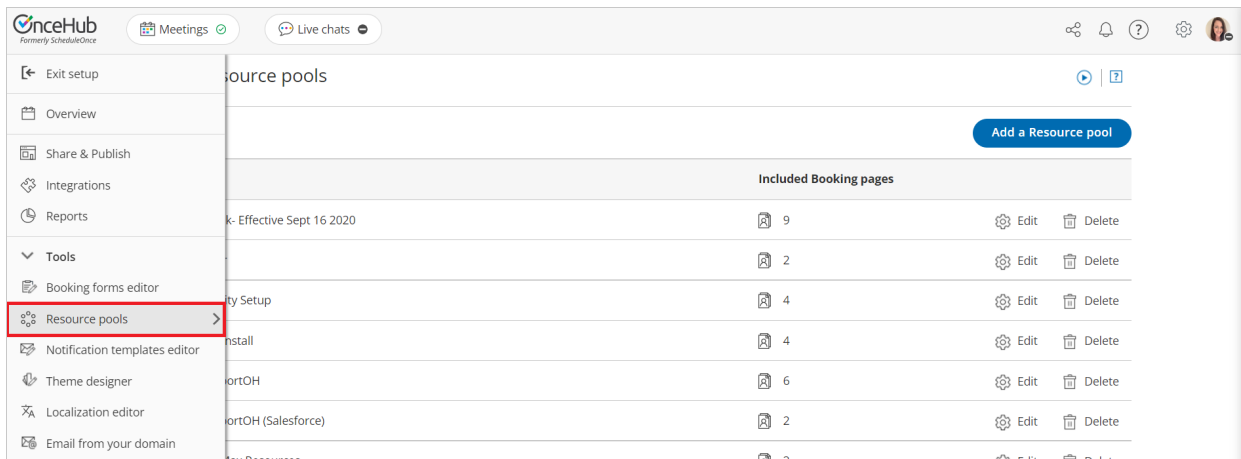 OnceHub
Formerly ScheduleOnce
Meetings
Live chats
?
Exit setup
Overview
Share & Publish
Integrations
Reports
Tools
Booking forms editor
Resource pools
Notification templates editor
Theme designer
Localization editor
Email from your domain
source pools
?
Add a Resource pool
Included Booking pages
k- Effective Sept 16 2020 9 Edit Delete
2 Edit Delete
ity Setup 4 Edit Delete
nstall 4 Edit Delete
portOH 6 Edit Delete
portOH (Salesforce) 2 Edit Delete